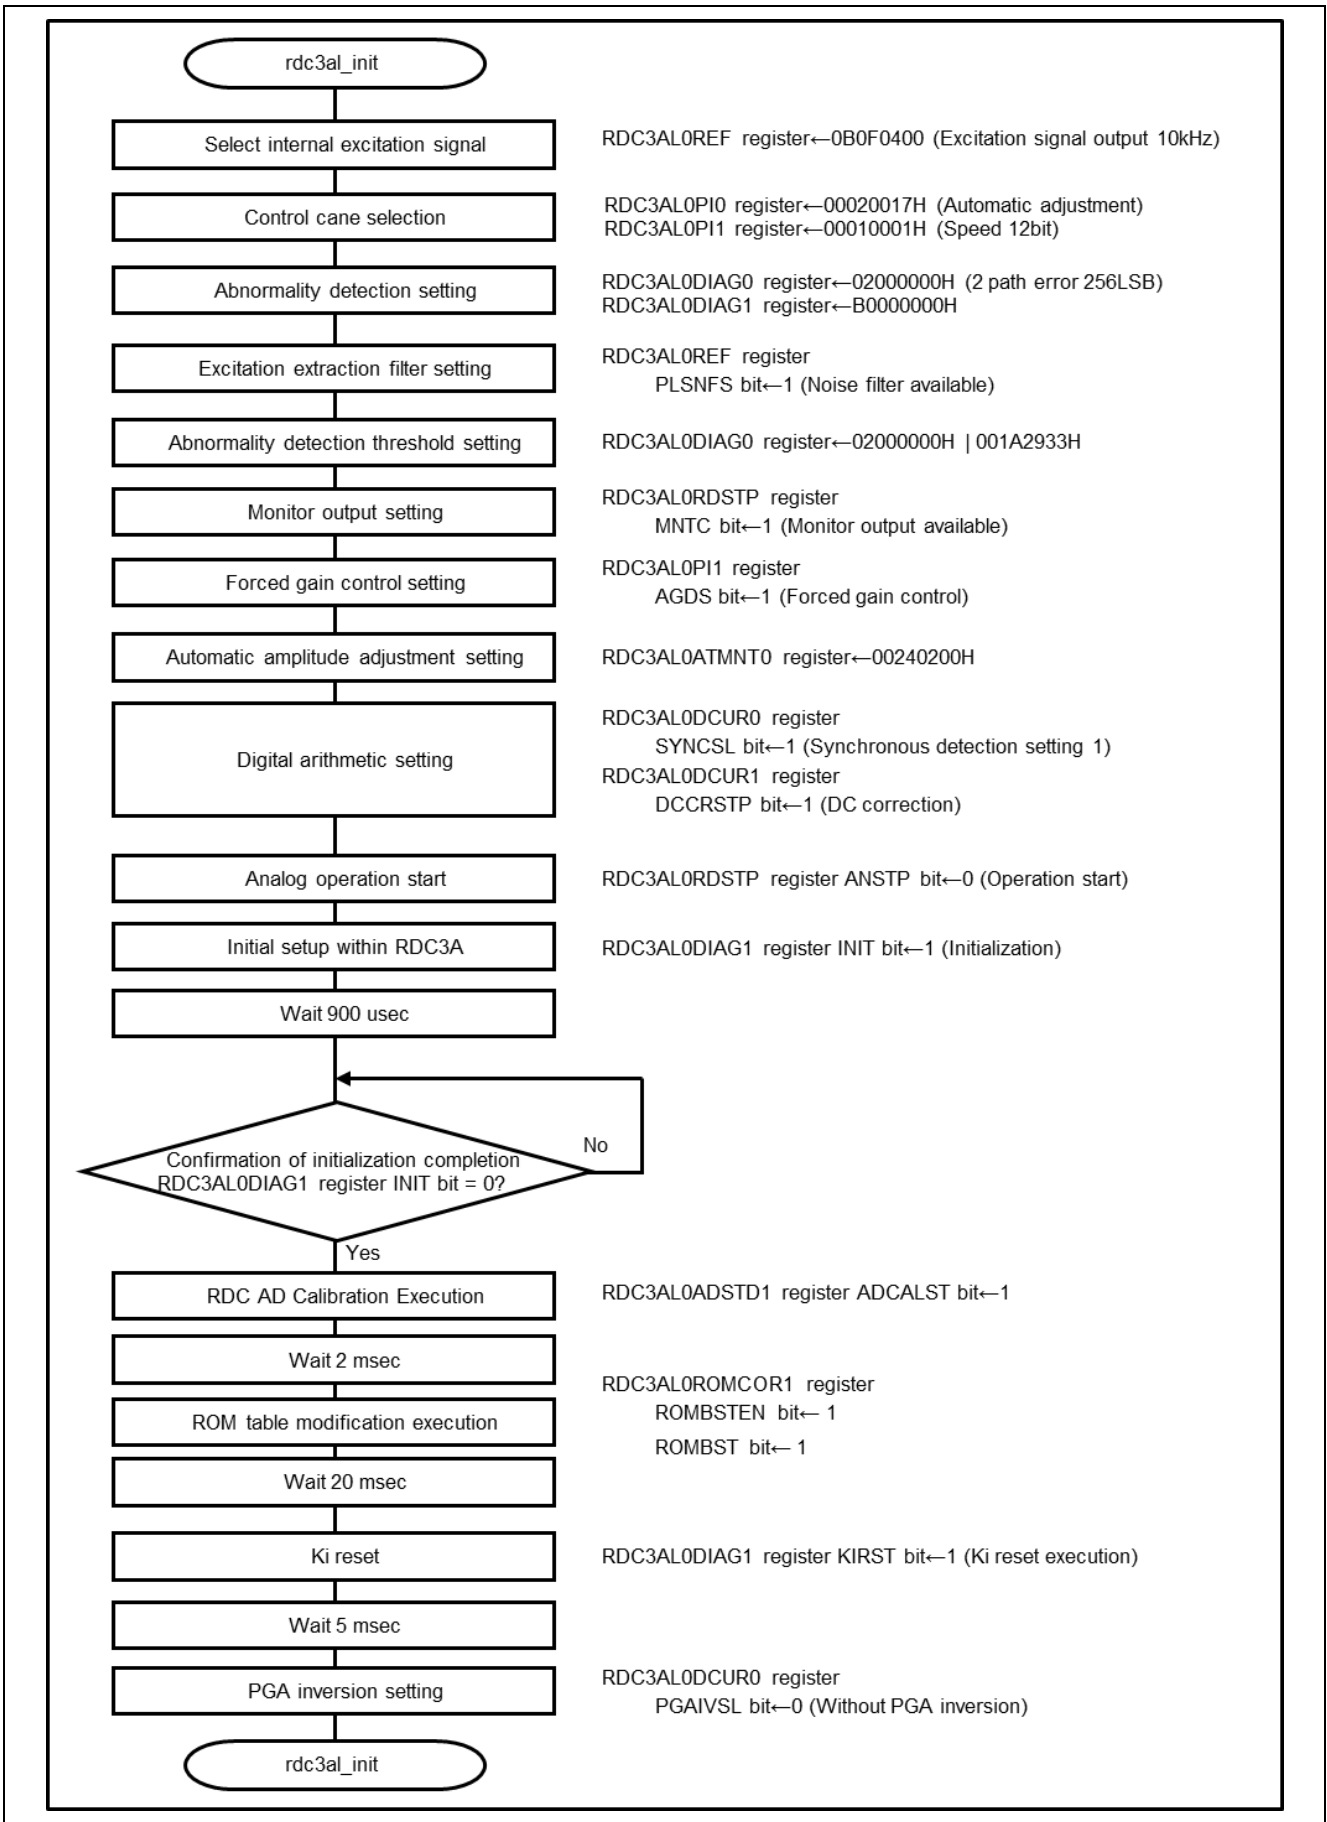 rdc3al_init
Select internal excitation signal
RDC3AL0REF register←0B0F0400 (Excitation signal output 10kHz)
Control cane selection
RDC3AL0PI0 register←00020017H (Automatic adjustment)
RDC3AL0PI1 register←00010001H (Speed 12bit)
Abnormality detection setting
RDC3AL0DIAG0 register←02000000H (2 path error 256LSB)
RDC3AL0DIAG1 register←B0000000H
Excitation extraction filter setting
RDC3AL0REF register
PLSNFS bit←1 (Noise filter available)
Abnormality detection threshold setting
RDC3AL0DIAG0 register←02000000H | 001A2933H
Monitor output setting
RDC3AL0RDSTP register
MNTC bit←1 (Monitor output available)
Forced gain control setting
RDC3AL0PI1 register
AGDS bit←1 (Forced gain control)
Automatic amplitude adjustment setting
RDC3AL0ATMNT0 register←00240200H
Digital arithmetic setting
RDC3AL0DCUR0 register
SYNCSL bit←1 (Synchronous detection setting 1)
RDC3AL0DCUR1 register
DCCRSTP bit←1 (DC correction)
Analog operation start
RDC3AL0RDSTP register ANSTP bit←0 (Operation start)
Initial setup within RDC3A
RDC3AL0DIAG1 register INIT bit←1 (Initialization)
Wait 900 usec
No
Confirmation of initialization completion
RDC3AL0DIAG1 register INIT bit = 0?
Yes
RDC AD Calibration Execution
RDC3AL0ADSTD1 register ADCALST bit←1
Wait 2 msec
ROM table modification execution
RDC3AL0ROMCOR1 register
ROMBSTEN bit← 1
ROMBST bit← 1
Wait 20 msec
Ki reset
RDC3AL0DIAG1 register KIRST bit←1 (Ki reset execution)
Wait 5 msec
PGA inversion setting
RDC3AL0DCUR0 register
PGAIVSL bit←0 (Without PGA inversion)
rdc3al_init